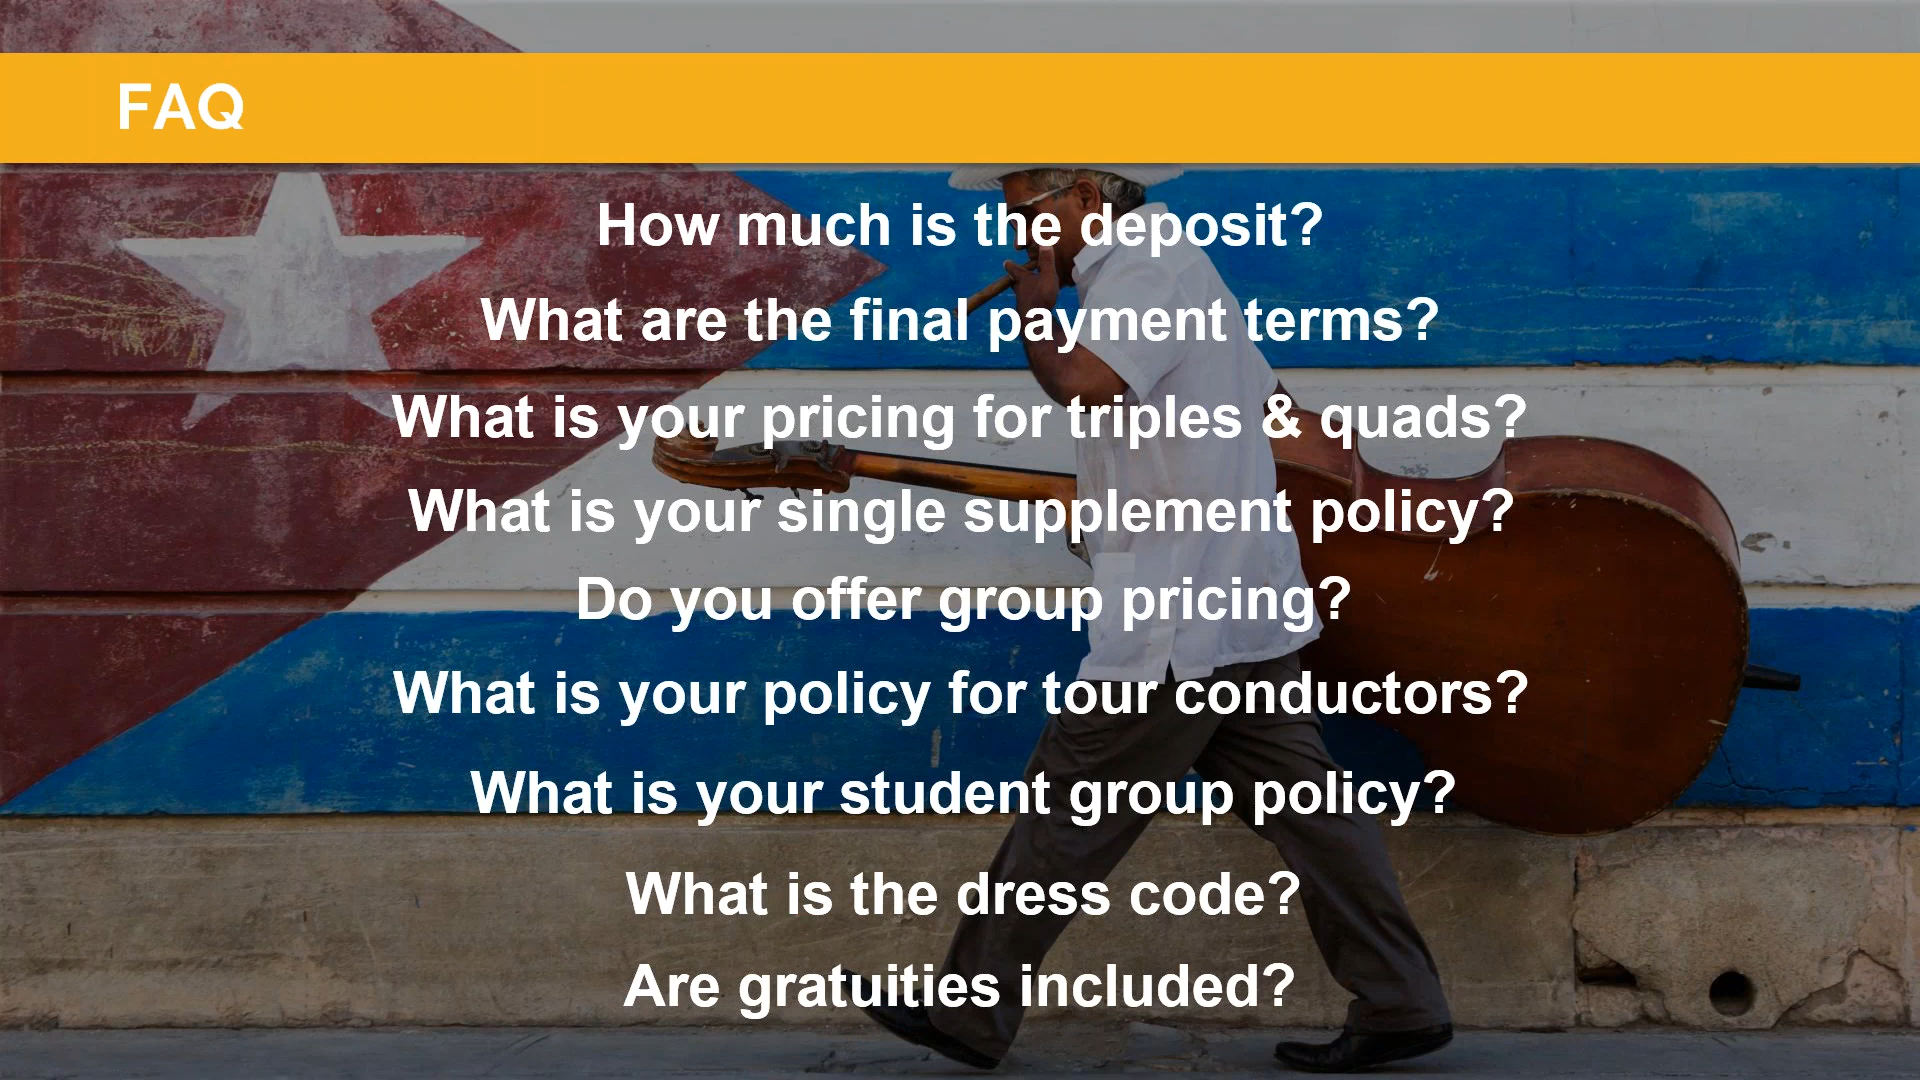 FAQ
How much is the deposit?
What are the final payment terms?
What is your pricing for triples & quads?
What is your single supplement policy?
Do you offer group pricing?
What is your policy for tour conductors?
What is your student group policy?
What is the dress code?
Are gratuities included?